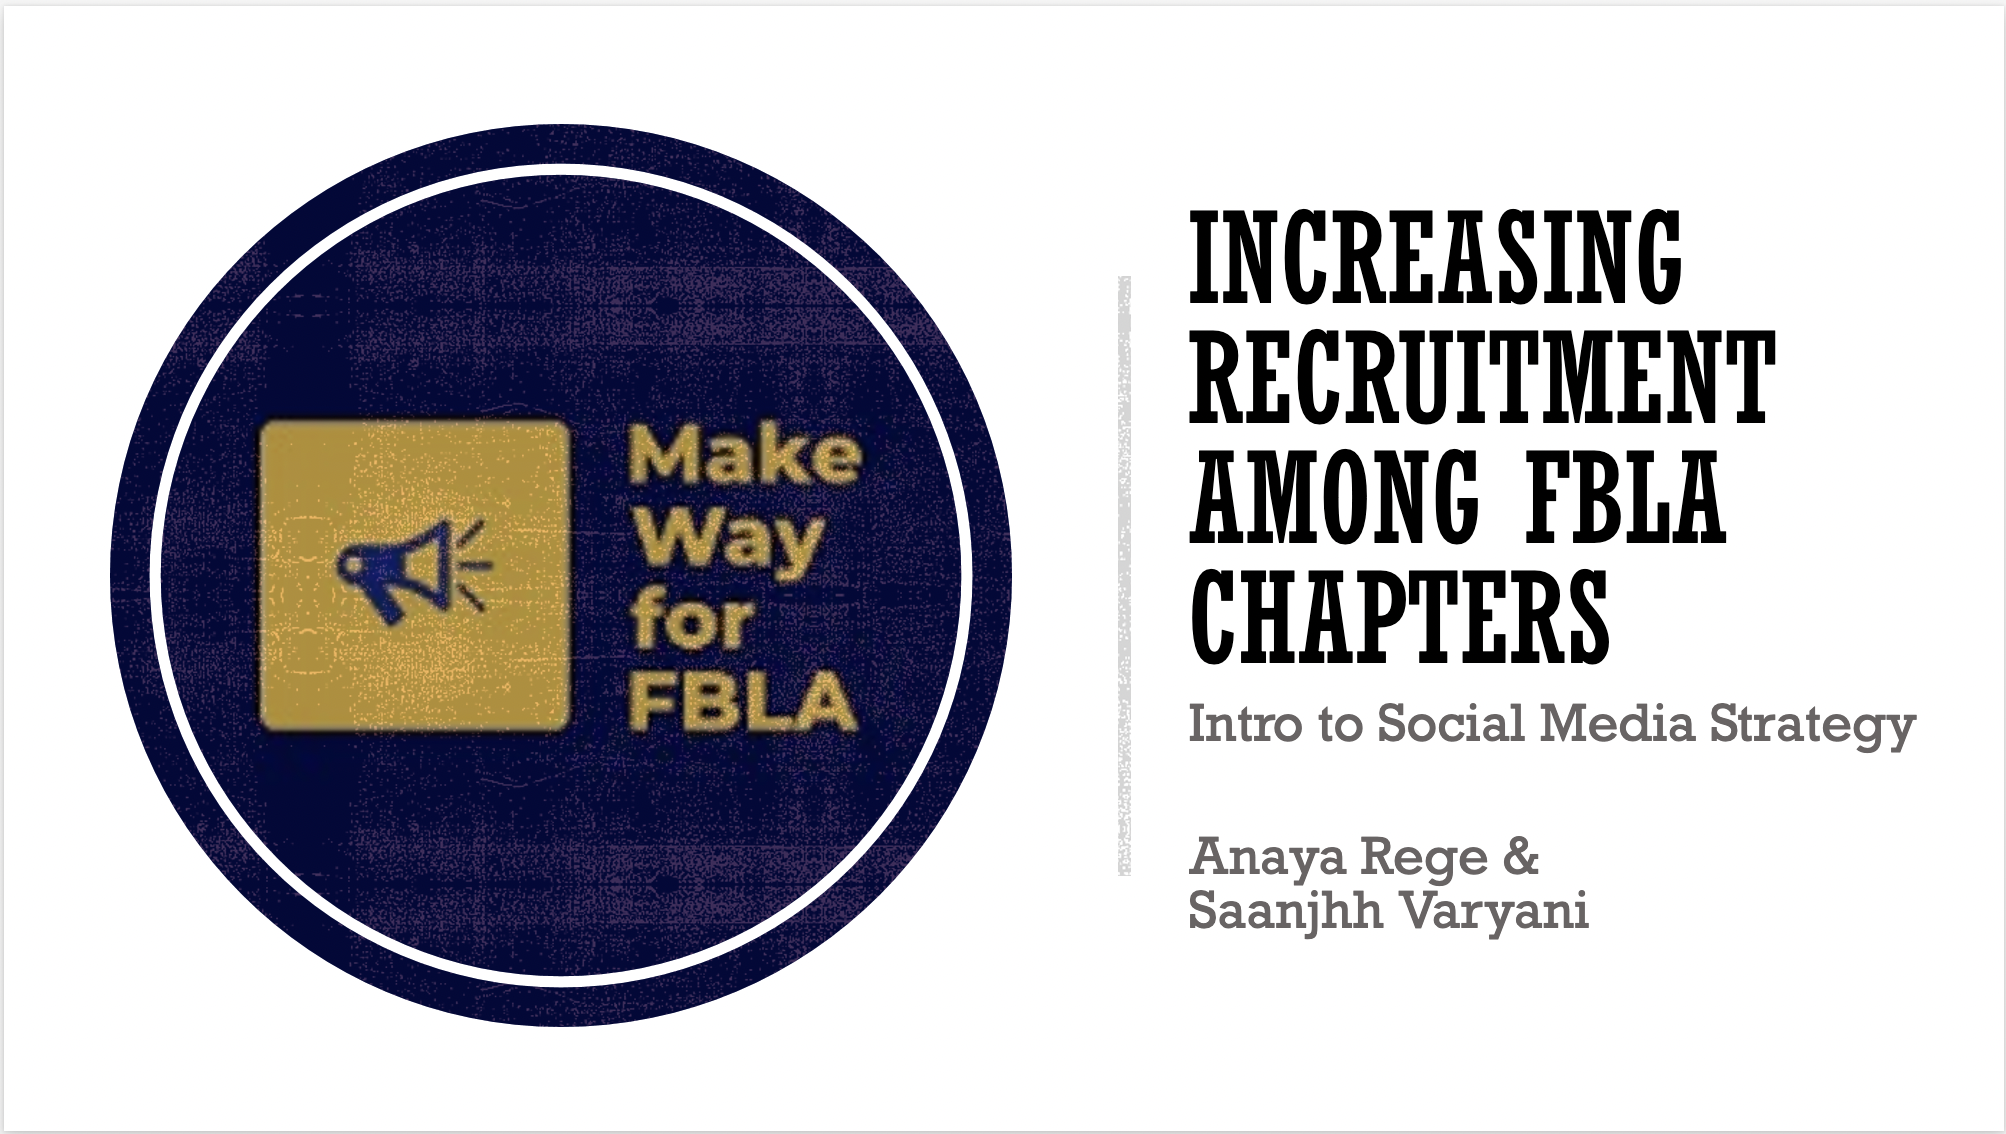 Make
Way
for
FBLA
INCREASING
RECRUITMENT
AMONG FBLA
CHAPTERS
Intro to Social Media Strategy
Anaya Rege &
Saanjhh Varyani